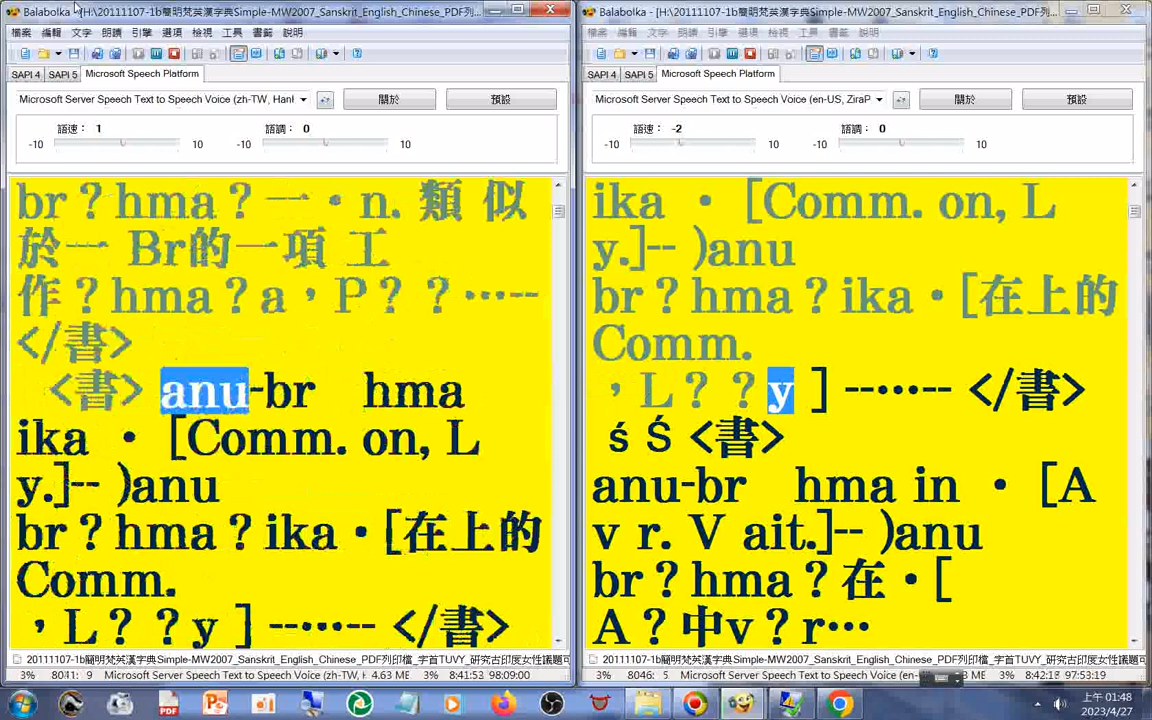 Balabolka - [H:\20111107-1b簡明梵英漢字典Simple-MW2007_Sanskrit_English_Chinese_PDF列...
檔案 編輯 文字 朗讀 引擎 選項 檢視 工具 書籤 說明
SAPI 4 SAPI 5 Microsoft Speech Platform
Microsoft Server Speech Text to Speech Voice (zh-TW, Hanl 關於 預設
語速： 1 語調： 0
-10 10 -10 10
br？hma？一・n. 類 似
於一 Br的一項 工
作？hma？a，P？？…--
</書>
<書> anu-br hma
ika ・ [Comm. on, L
y.]-- )anu
br？hma？ika・[在上的
Comm.
，L？？y ] --…-- </書>
20111107-1b簡明梵英漢字典Simple-MW2007_Sanskrit_English_Chinese_PDF列印檔_字首TUVY_研究古印度女性議題可
3% 8041: 9 Microsoft Server Speech Text to Speech Voice (zh-TW, H 4.63 MB 3% 8:41:53 98:09:00
Balabolka - [H:\20111107-1b簡明梵英漢字典Simple-MW2007_Sanskrit_English_Chinese_PDF列印...
檔案 編輯 文字 朗讀 引擎 選項 檢視 工具 書籤 說明
SAPI 4 SAPI 5 Microsoft Speech Platform
Microsoft Server Speech Text to Speech Voice (en-US, ZiraP 關於 預設
語速： -2 語調： 0
-10 10 -10 10
ika ・ [Comm. on, L
y.]-- )anu
br？hma？ika・[在上的
Comm.
，L？？y ] --…-- </書>
ś Ś <書>
anu-br hma in ・ [A
v r. V ait.]-- )anu
br？hma？在・[
A？中v？r…
20111107-1b簡明梵英漢字典Simple-MW2007_Sanskrit_English_Chinese_PDF列印檔_字首TUVY_研究古印度女性議題可
3% 8046: 5 Microsoft Server Speech Text to Speech Voice (en- 3% 8:42:18 97:53:19
上午 01:48
2023/4/27